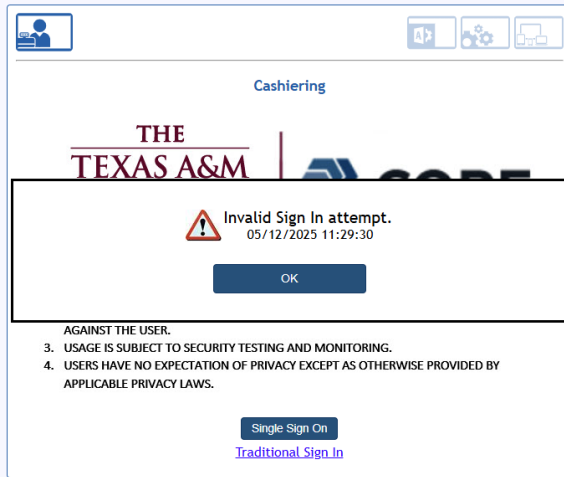 Cashiering
THE
TEXAS A&M
Invalid Sign In attempt.
05/12/2025 11:29:30
OK
AGAINST THE USER.
3. USAGE IS SUBJECT TO SECURITY TESTING AND MONITORING.
4. USERS HAVE NO EXPECTATION OF PRIVACY EXCEPT AS OTHERWISE PROVIDED BY
APPLICABLE PRIVACY LAWS.
Single Sign On
Traditional Sign In